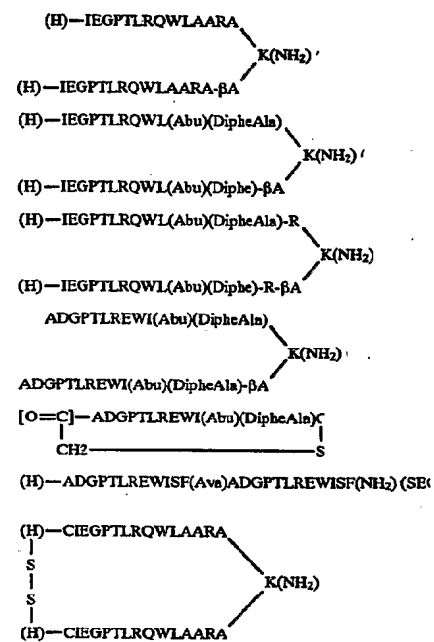 (H)—IEGPTLRQWLAARA
K(NH2)
(H)—IEGPTLRQWLAARA-βA
(H)—IEGPTLRQWL(Abu)(DipheAla)
K(NH2)
(H)—IEGPTLRQWL(Abu)(Diphe)-βA
(H)—IEGPTLRQWL(Abu)(DipheAla)-R
K(NH2)
(H)—IEGPTLRQWL(Abu)(Diphe)-R-βA
ADGPTLREWI(Abu)(DipheAla)
K(NH2)
ADGPTLREWI(Abu)(DipheAla)-βA
[O=C]—ADGPTLREWI(Abu)(DipheAla)C
CH2 S
(H)—ADGPTLREWISF(Ava)ADGPTLREWISF(NH2) (SE
(H)—CIEGPTLRQWLAARA
S
K(NH2)
S
(H)—CIEGPTLRQWLAARA